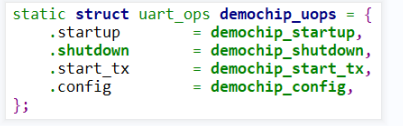 static struct uart_ops demochip_uops = {
    .startup        = demochip_startup,
    .shutdown       = demochip_shutdown,
    .start_tx       = demochip_start_tx,
    .config         = demochip_config,
};